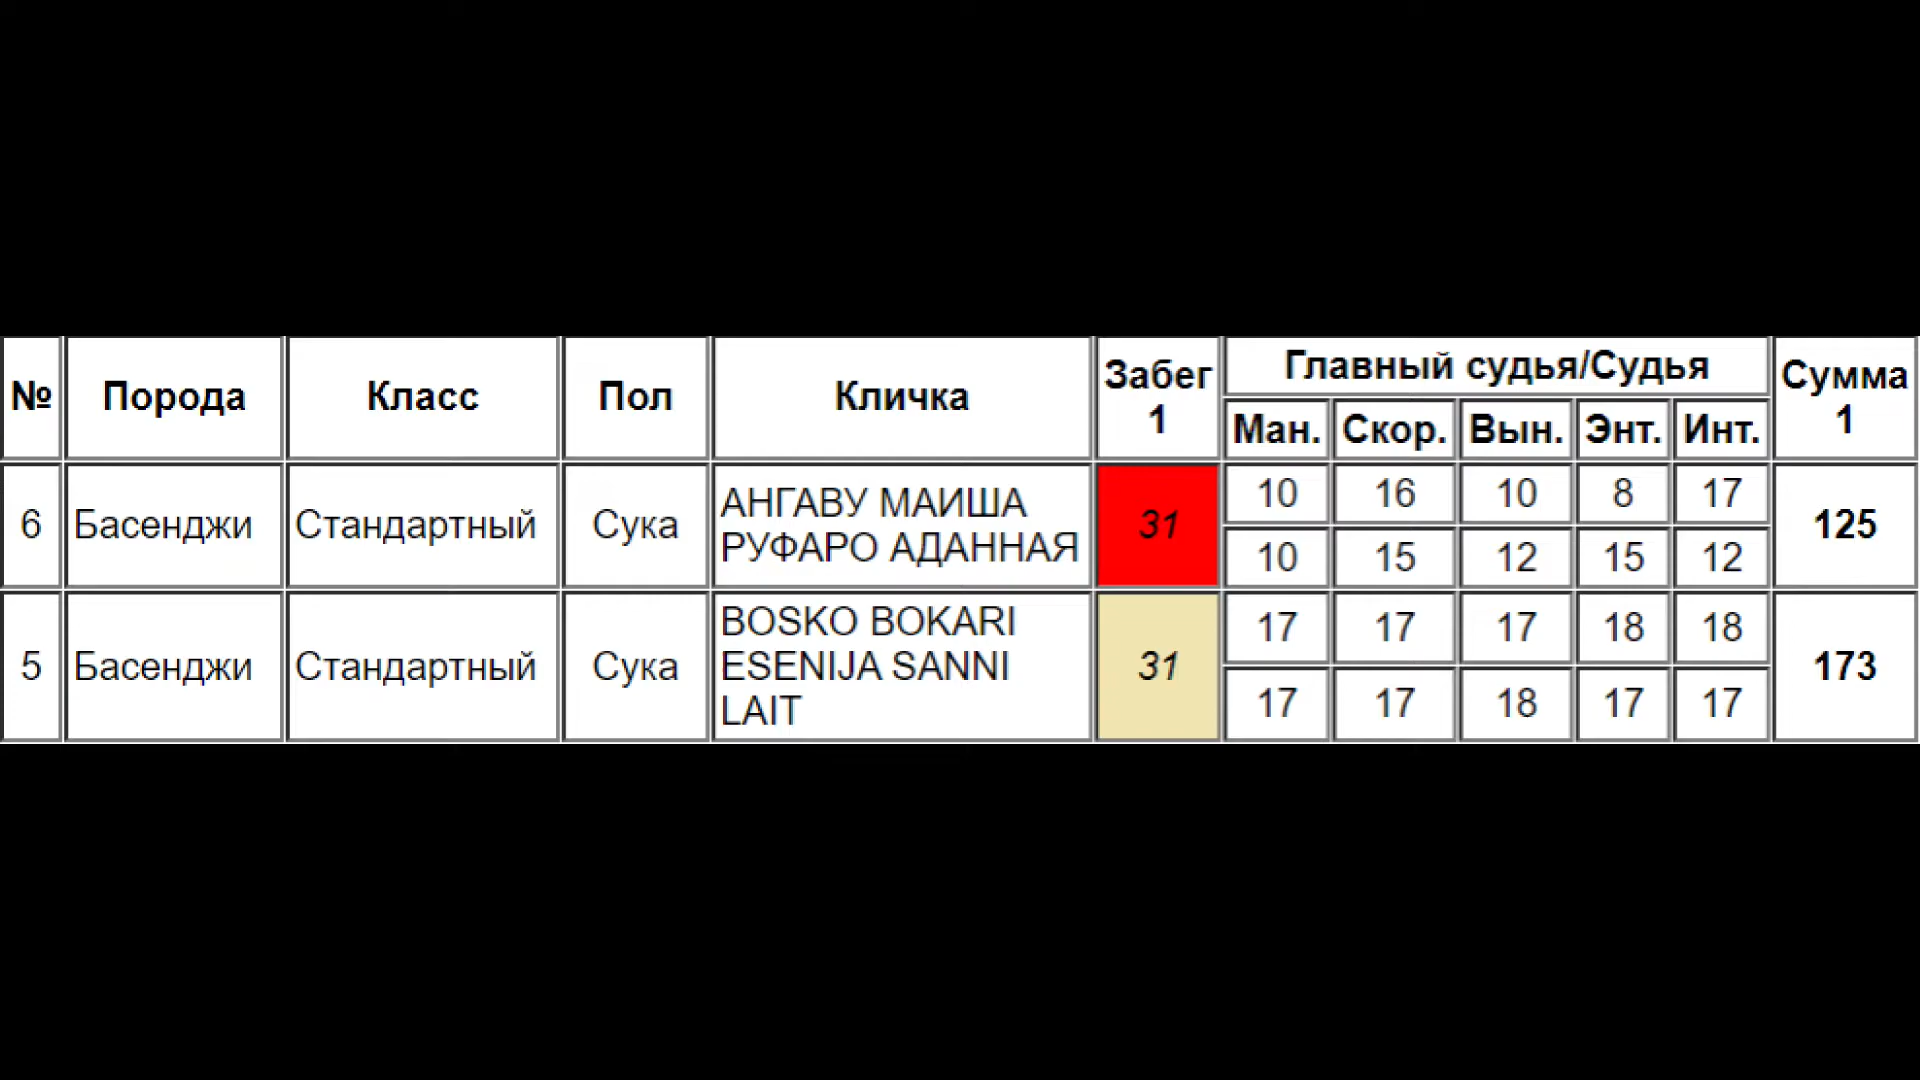 № Порода Класс Пол Кличка Забег 1 Главный судья/Судья Сумма 1
Ман. Скор. Вын. Энт. Инт.
6 Басенджи Стандартный Сука АНГАВУ МАИША РУФАРО АДАННАЯ 31 10 16 10 8 17 125
10 15 12 15 12
5 Басенджи Стандартный Сука BOSKO BOKARI ESENIJA SANNI LAIT 31 17 17 17 18 18 173
17 17 18 17 17